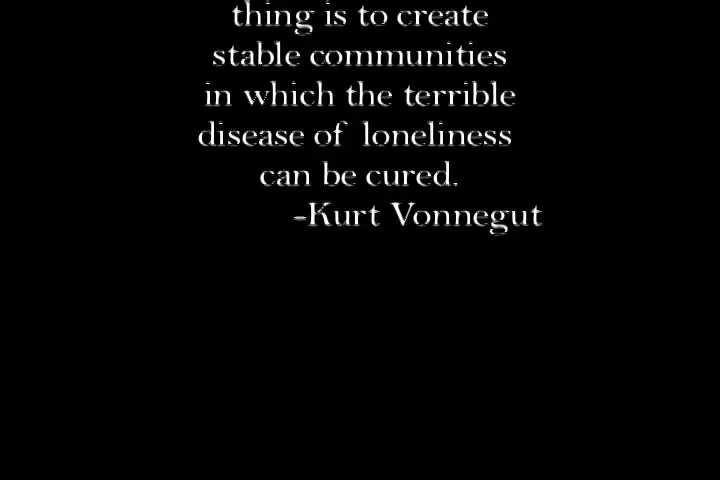 thing is to create
stable communities
in which the terrible
disease of loneliness
can be cured.
-Kurt Vonnegut